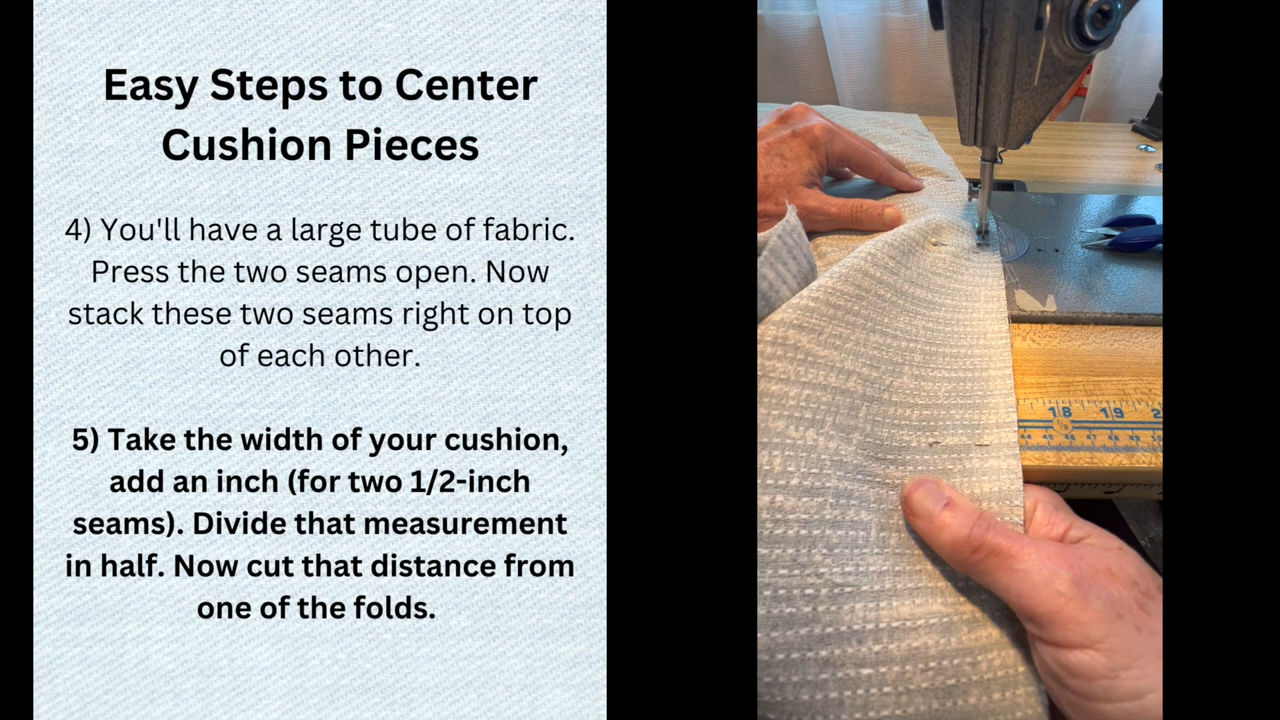 Easy Steps to Center
Cushion Pieces
4) You'll have a large tube of fabric.
Press the two seams open. Now
stack these two seams right on top
of each other.
5) Take the width of your cushion,
add an inch (for two 1/2-inch
seams). Divide that measurement
in half. Now cut that distance from
one of the folds.
18 19